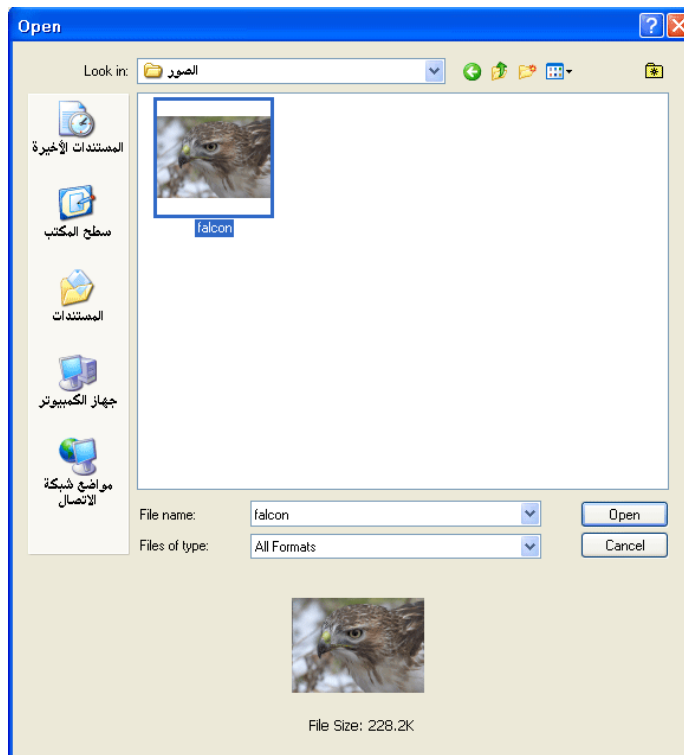 Open
Look in:
الصور
المستندات الأخيرة
سطح المكتب
المستندات
جهاز الكمبيوتر
مواضع شبكة
الاتصال
falcon
File name:
falcon
Open
Files of type:
All Formats
Cancel
File Size: 228.2K